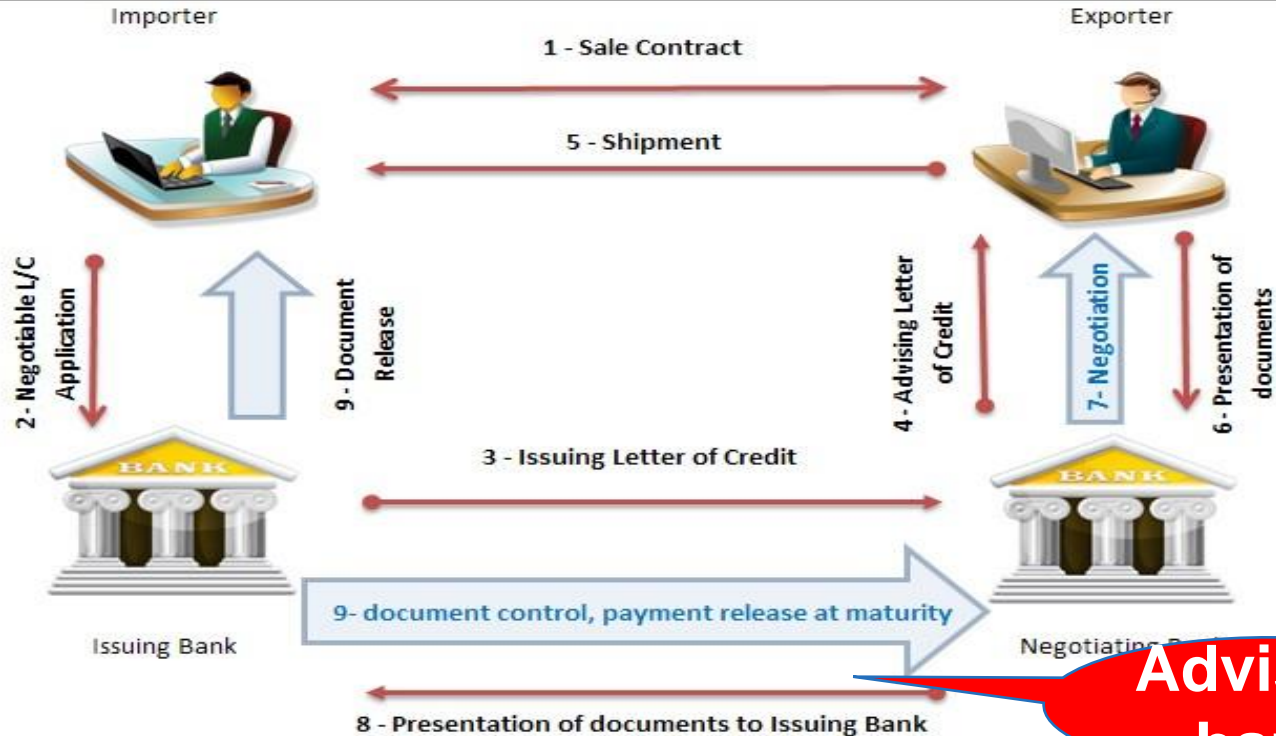 Importer
Exporter
1 - Sale Contract
5 - Shipment
2- Negotiable L/C
Application
9 - Document
Release
4 - Advising Letter
of Credit
7- Negotiation
6 - Presentation of
documents
BANK
BANK
3 - Issuing Letter of Credit
9- document control, payment release at maturity
Issuing Bank
Negotiating
8 - Presentation of documents to Issuing Bank